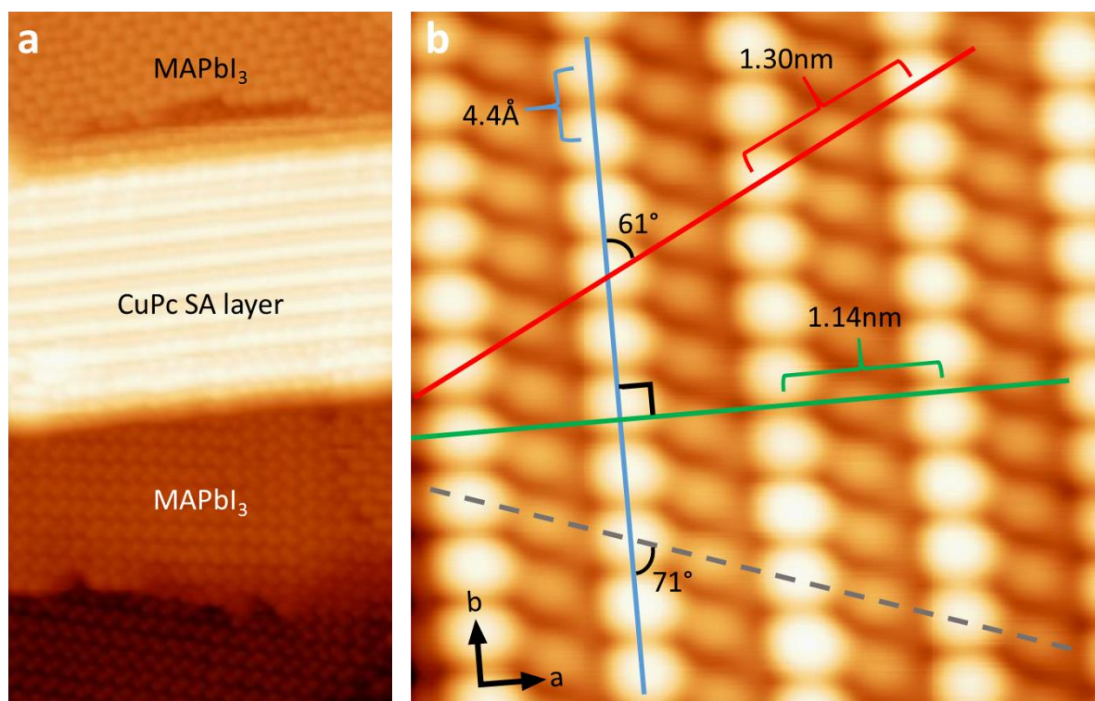 a
MAPbI₃
CuPc SA layer
MAPbI₃
b
1.30nm
4.4Å
61°
1.14nm
71°
b
a